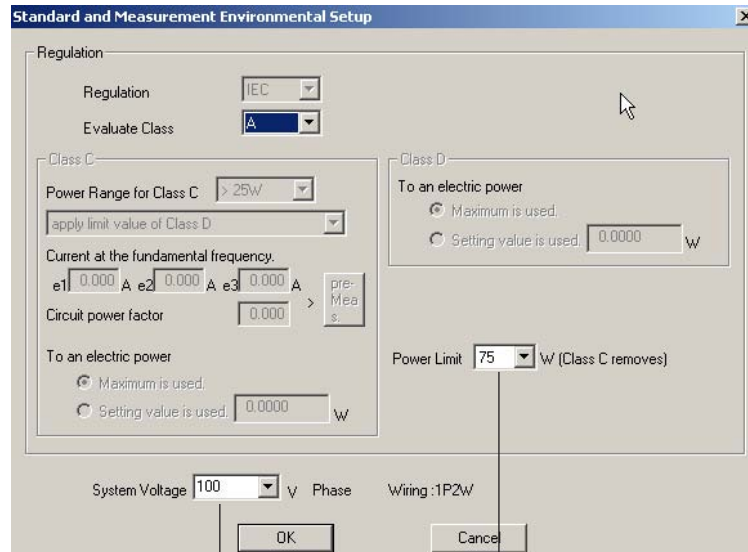 Standard and Measurement Environmental Setup
Regulation
Regulation IEC
Evaluate Class A
Class C
Power Range for Class C > 25W
apply limit value of Class D
Current at the fundamental frequency.
e1 0.000 A e2 0.000 A e3 0.000 A
Circuit power factor 0.000
> pre-
Mea
s.
To an electric power
Maximum is used.
Setting value is used. 0.0000 W
Class D
To an electric power
Maximum is used.
Setting value is used. 0.0000 W
Power Limit 75 W (Class C removes)
System Voltage 100 V Phase Wiring :1P2W
OK Cancel